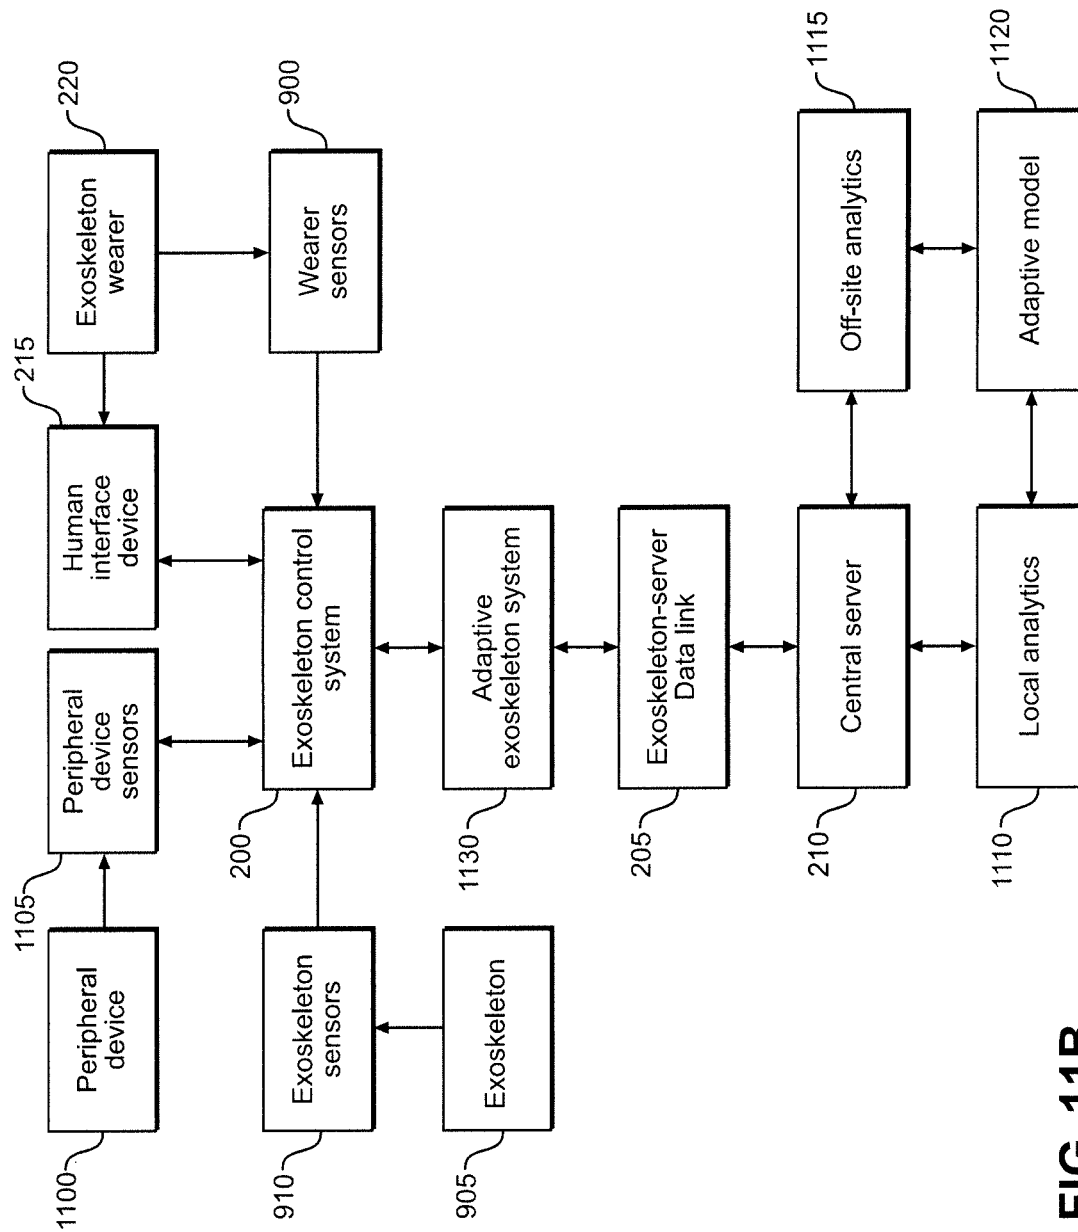 1100
Peripheral
device
1105
Peripheral
device
sensors
215
Human
interface
device
220
Exoskeleton
wearer
910
Exoskeleton
sensors
200
Exoskeleton control
system
900
Wearer
sensors
905
Exoskeleton
1130
Adaptive
exoskeleton system
205
Exoskeleton-server
Data link
210
Central server
1115
Off-site analytics
1110
Local analytics
1120
Adaptive model
FIG. 11B